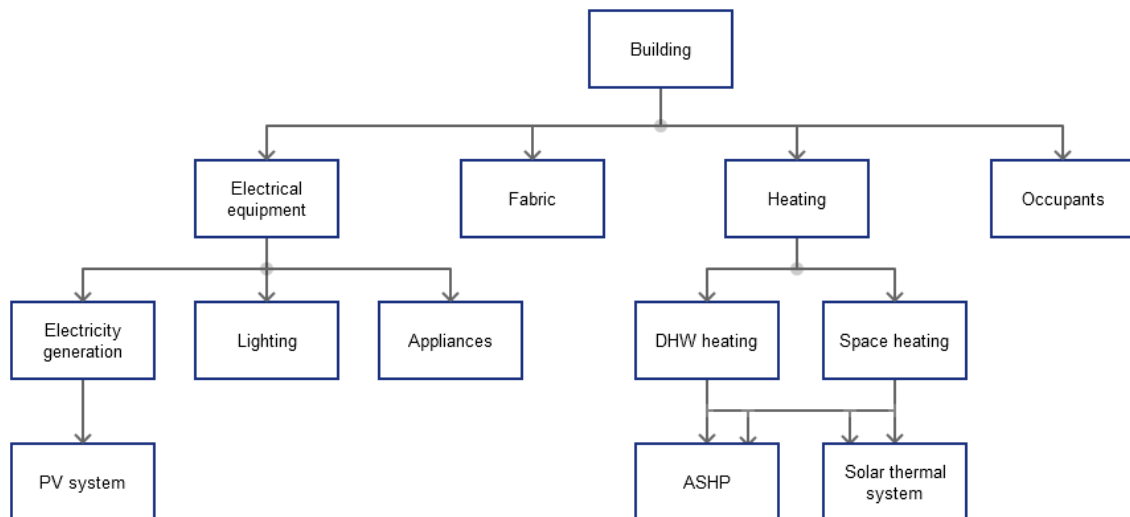 Building
Electrical
equipment
Fabric
Heating
Occupants
Electricity
generation
Lighting
Appliances
DHW heating
Space heating
PV system
ASHP
Solar thermal
system